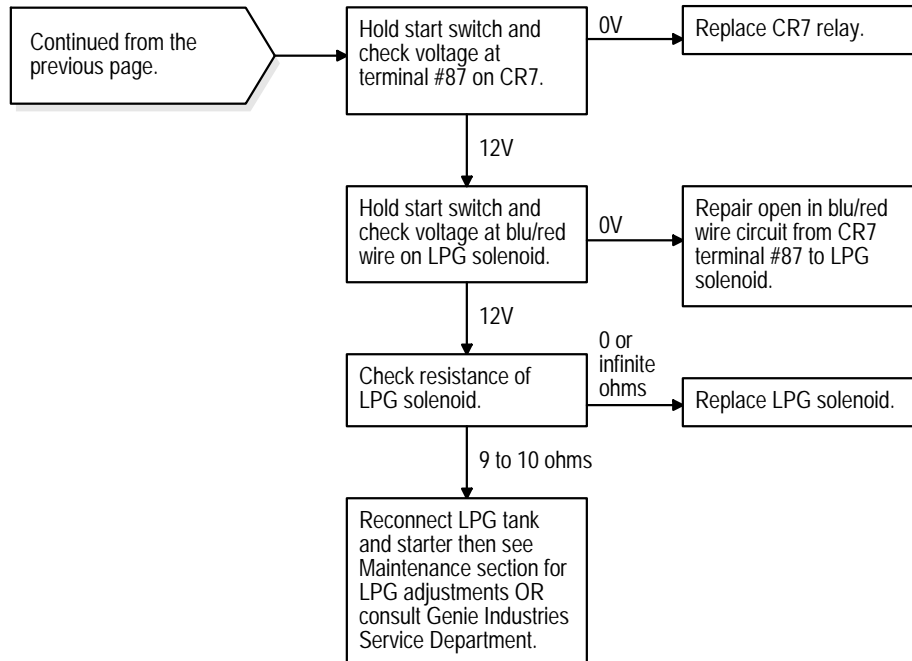 Continued from the
previous page.
Hold start switch and
check voltage at
terminal #87 on CR7.
0V
Replace CR7 relay.
12V
Hold start switch and
check voltage at blu/red
wire on LPG solenoid.
0V
Repair open in blu/red
wire circuit from CR7
terminal #87 to LPG
solenoid.
12V
Check resistance of
LPG solenoid.
0 or
infinite
ohms
Replace LPG solenoid.
9 to 10 ohms
Reconnect LPG tank
and starter then see
Maintenance section for
LPG adjustments OR
consult Genie Industries
Service Department.